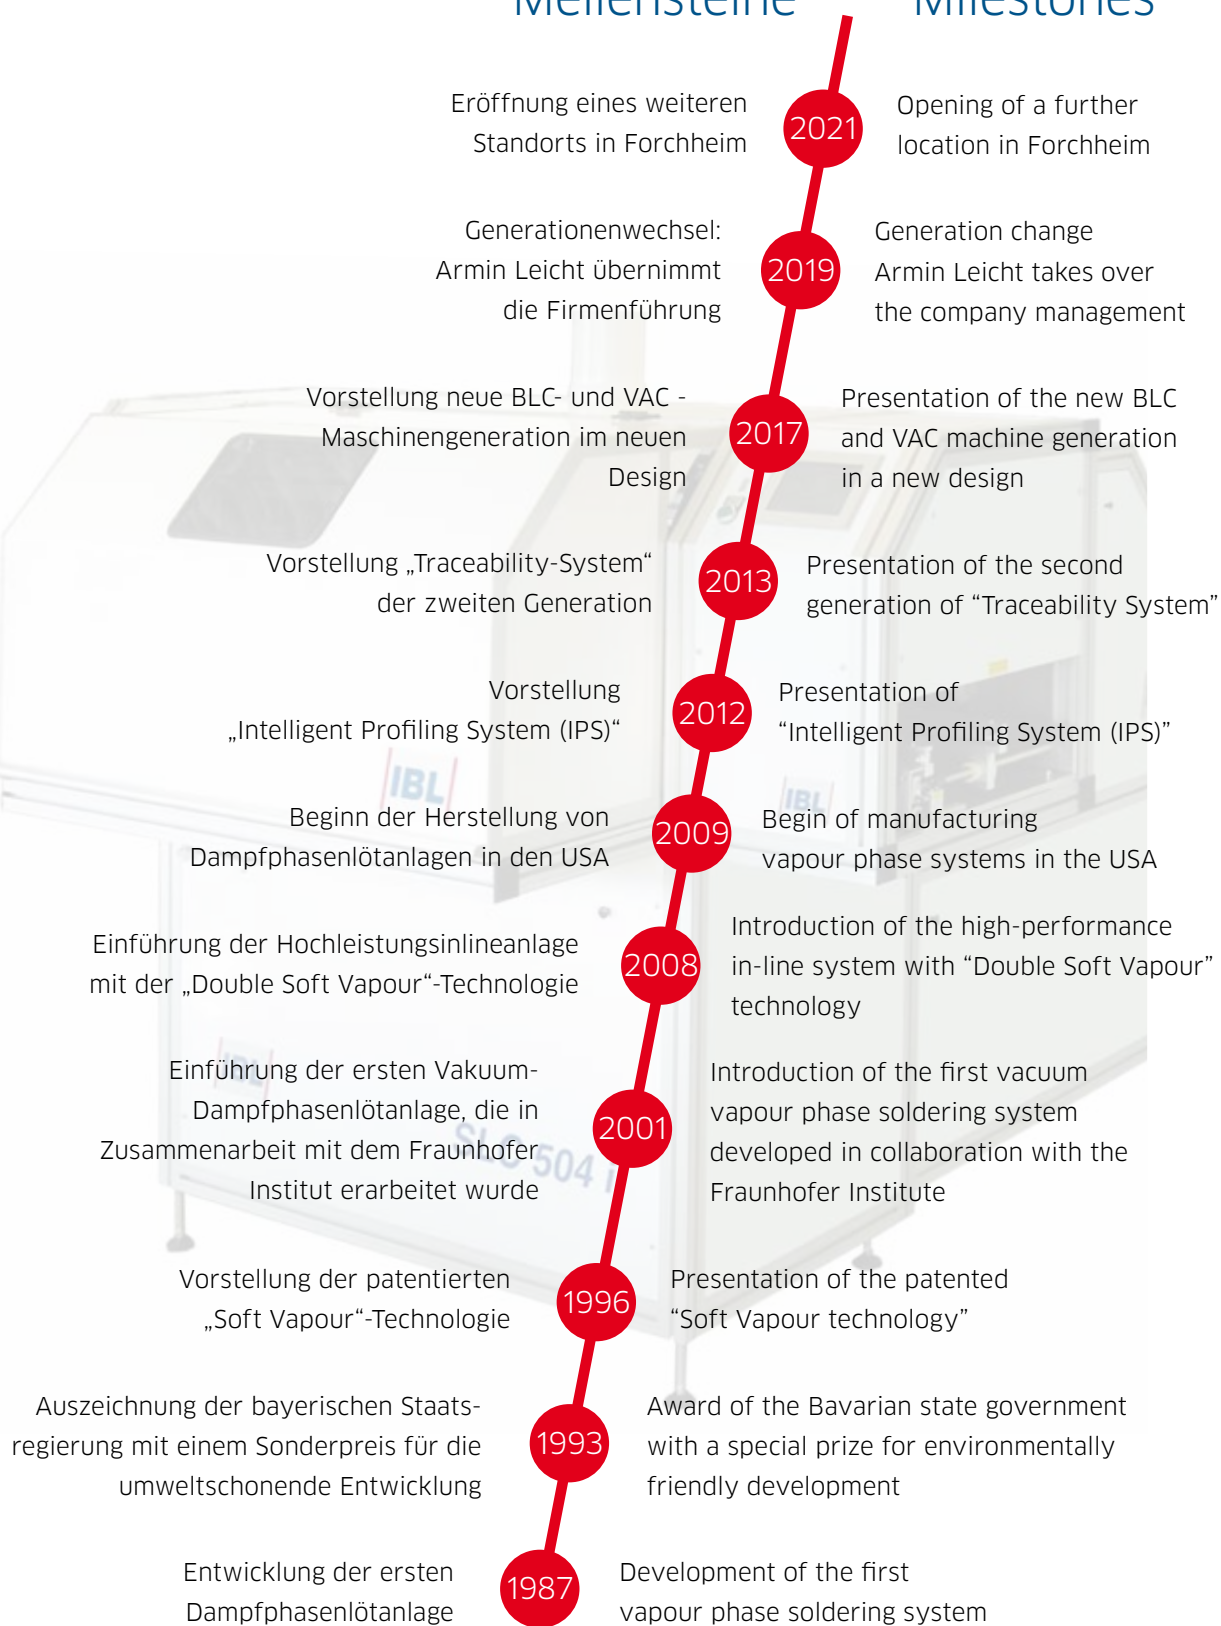 Meilensteine
Milestones
Eröffnung eines weiteren
Standorts in Forchheim
2021
Opening of a further
location in Forchheim
Generationenwechsel:
Armin Leicht übernimmt
die Firmenführung
2019
Generation change
Armin Leicht takes over
the company management
Vorstellung neue BLC- und VAC -
Maschinengeneration im neuen
Design
2017
Presentation of the new BLC
and VAC machine generation
in a new design
Vorstellung „Traceability-System“
der zweiten Generation
2013
Presentation of the second
generation of “Traceability System”
Vorstellung
„Intelligent Profiling System (IPS)“
2012
Presentation of
“Intelligent Profiling System (IPS)”
IBL
IBL
Beginn der Herstellung von
Dampfphasenlötanlagen in den USA
2009
Begin of manufacturing
vapour phase systems in the USA
Einführung der Hochleistungsinlineanlage
mit der „Double Soft Vapour“-Technologie
2008
Introduction of the high-performance
in-line system with “Double Soft Vapour”
technology
IBL
Einführung der ersten Vakuum-
Dampfphasenlötanlage, die in
Zusammenarbeit mit dem Fraunhofer
Institut erarbeitet wurde
SLC 504 i
2001
Introduction of the first vacuum
vapour phase soldering system
developed in collaboration with the
Fraunhofer Institute
Vorstellung der patentierten
„Soft Vapour“-Technologie
1996
Presentation of the patented
“Soft Vapour technology”
Auszeichnung der bayerischen Staats-
regierung mit einem Sonderpreis für die
umweltschonende Entwicklung
1993
Award of the Bavarian state government
with a special prize for environmentally
friendly development
Entwicklung der ersten
Dampfphasenlötanlage
1987
Development of the first
vapour phase soldering system